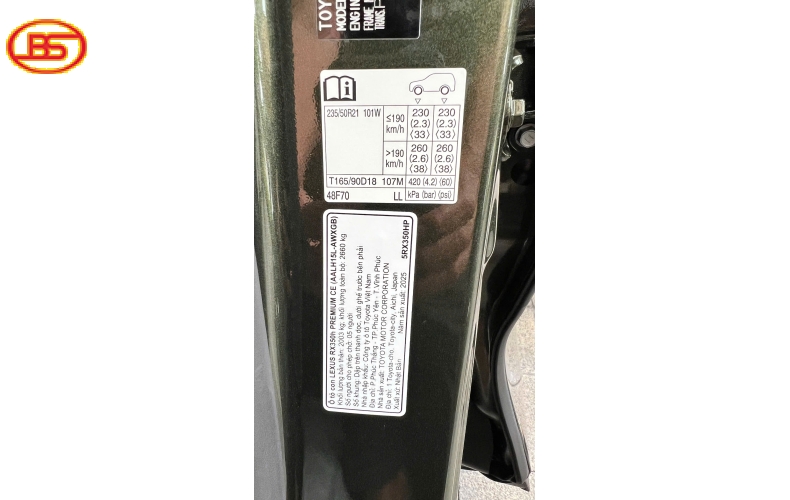 BS
TOY
MODEL
ENGIN
FRAME
TRANS.
235/50R21 101W
≤190 km/h
230 (2.3) (33)
230 (2.3) (33)
>190 km/h
260 (2.6) (38)
260 (2.6) (38)
T165/90D18 107M
420 (4.2) (60)
48F70 LL
kPa (bar) (psi)
Ô tô con LEXUS RX350h PREMIUM CE (AALH15L-AWXGB)
Khối lượng bản thân: 2003 kg; khối lượng toàn bộ: 2660 kg
Số người cho phép chở: 05 người
Số khung: Dập trên thanh dọc, dưới ghế trước bên phải
Nhà nhập khẩu: Công ty ô tô Toyota Việt Nam
Địa chỉ: P.Phúc Thắng - TP Phúc Yên - T.Vĩnh Phúc
Nhà sản xuất: TOYOTA MOTOR CORPORATION
Địa chỉ: 1 Toyota-cho, Toyota-city, Aichi, Japan
Xuất xứ: Nhật Bản Năm sản xuất: 2025
5RX350HP